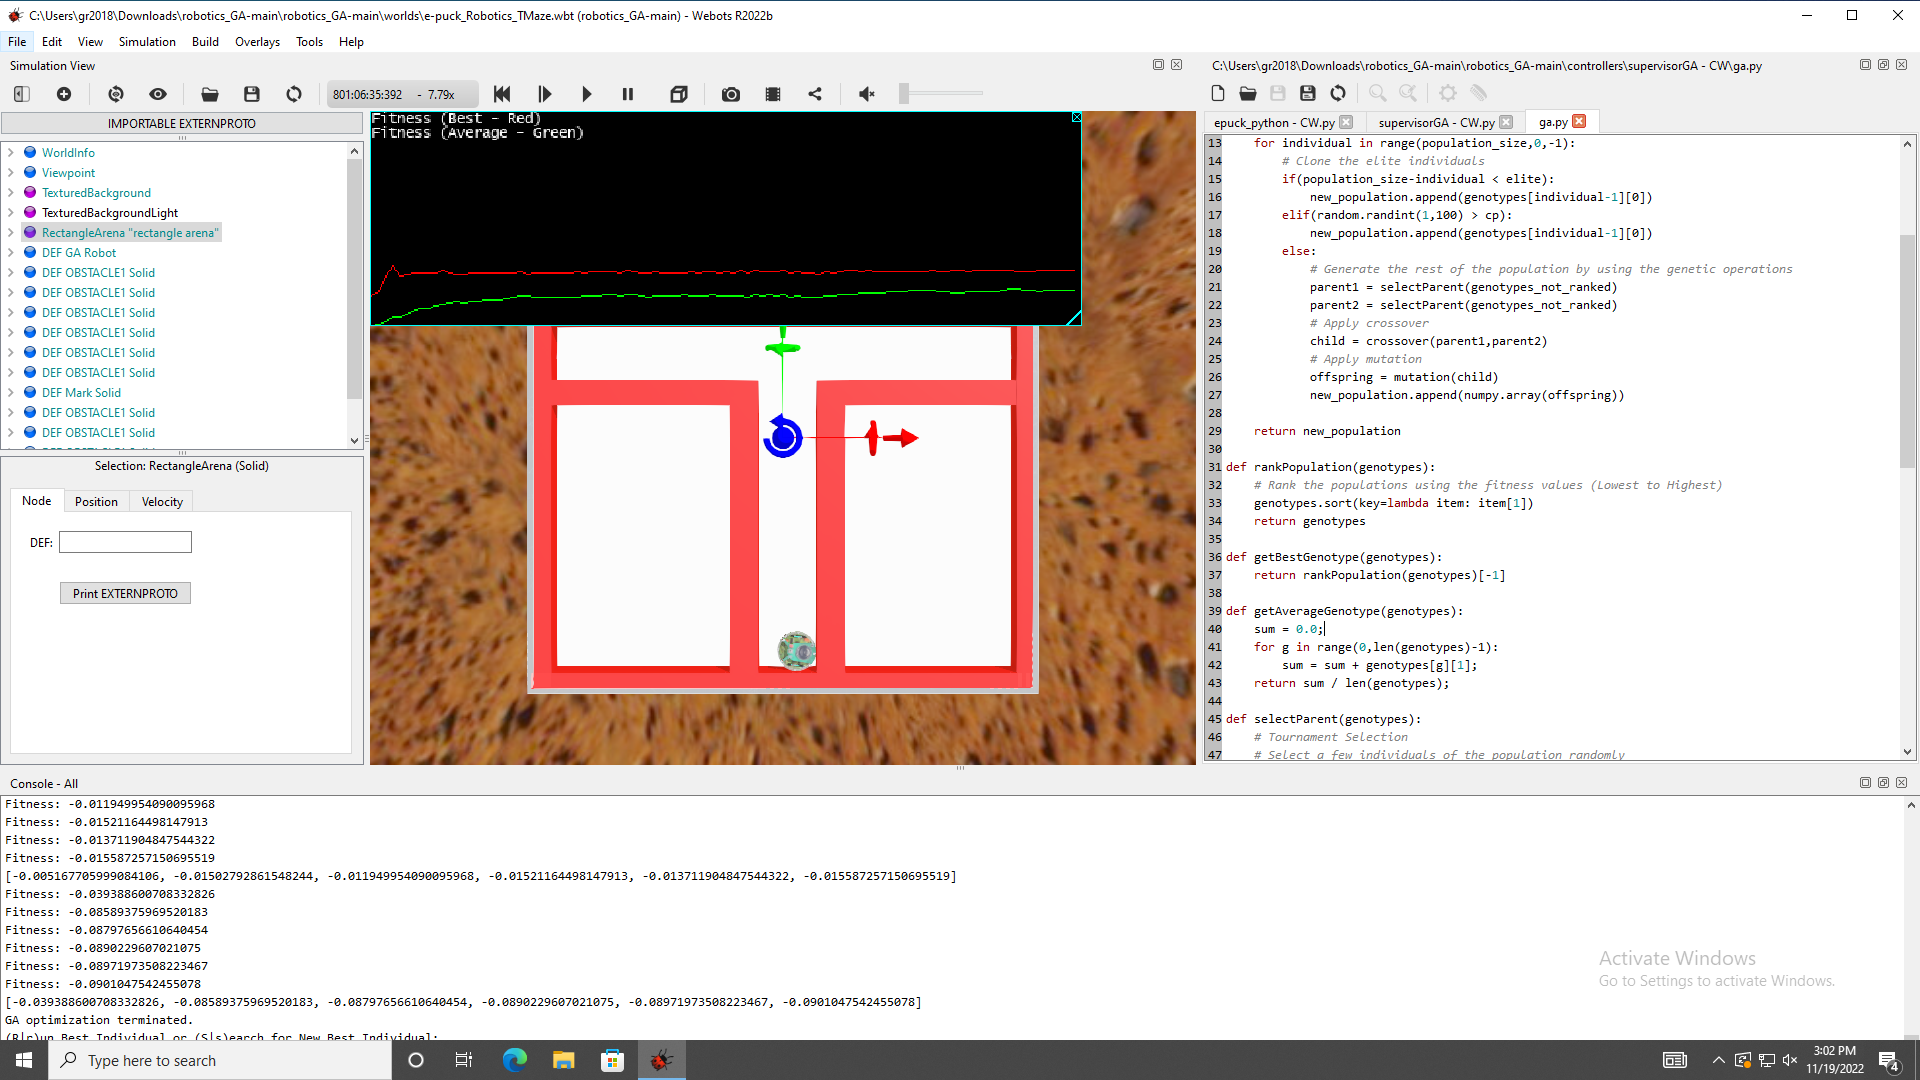 C:\Users\gr2018\Downloads\robotics_GA-main\robotics_GA-main\worlds\e-puck_Robotics_TMaze.wbt (robotics_GA-main) - Webots R2022b
File Edit View Simulation Build Overlays Tools Help
Simulation View
801:06:35:392 - 7.79x
IMPORTABLE EXTERNPROTO
WorldInfo
Viewpoint
TexturedBackground
TexturedBackgroundLight
RectangleArena "rectangle arena"
DEF GA Robot
DEF OBSTACLE1 Solid
DEF OBSTACLE1 Solid
DEF OBSTACLE1 Solid
DEF OBSTACLE1 Solid
DEF OBSTACLE1 Solid
DEF OBSTACLE1 Solid
DEF Mark Solid
DEF OBSTACLE1 Solid
DEF OBSTACLE1 Solid
Selection: RectangleArena (Solid)
Node Position Velocity
DEF:
Print EXTERNPROTO
Fitness (Best - Red)
Fitness (Average - Green)
C:\Users\gr2018\Downloads\robotics_GA-main\robotics_GA-main\controllers\supervisorGA - CW\ga.py
epuck_python - CW.py supervisorGA - CW.py ga.py
13 for individual in range(population_size,0,-1):
14 # Clone the elite individuals
15 if(population_size-individual < elite):
16 new_population.append(genotypes[individual-1][0])
17 elif(random.randint(1,100) > cp):
18 new_population.append(genotypes[individual-1][0])
19 else:
20 # Generate the rest of the population by using the genetic operations
21 parent1 = selectParent(genotypes_not_ranked)
22 parent2 = selectParent(genotypes_not_ranked)
23 # Apply crossover
24 child = crossover(parent1,parent2)
25 # Apply mutation
26 offspring = mutation(child)
27 new_population.append(numpy.array(offspring))
28
29 return new_population
30
31 def rankPopulation(genotypes):
32 # Rank the populations using the fitness values (Lowest to Highest)
33 genotypes.sort(key=lambda item: item[1])
34 return genotypes
35
36 def getBestGenotype(genotypes):
37 return rankPopulation(genotypes)[-1]
38
39 def getAverageGenotype(genotypes):
40 sum = 0.0;
41 for g in range(0,len(genotypes)-1):
42 sum = sum + genotypes[g][1];
43 return sum / len(genotypes);
44
45 def selectParent(genotypes):
46 # Tournament Selection
47 # Select a few individuals of the population randomly
Console - All
Fitness: -0.011949954090095968
Fitness: -0.01521164498147913
Fitness: -0.013711904847544322
Fitness: -0.015587257150695519
[-0.005167705999084106, -0.01502792861548244, -0.011949954090095968, -0.01521164498147913, -0.013711904847544322, -0.015587257150695519]
Fitness: -0.039388600708332826
Fitness: -0.08589375969520183
Fitness: -0.08797656610640454
Fitness: -0.0890229607021075
Fitness: -0.08971973508223467
Fitness: -0.0901047542455078
[-0.039388600708332826, -0.08589375969520183, -0.08797656610640454, -0.0890229607021075, -0.08971973508223467, -0.0901047542455078]
GA optimization terminated.
(R|r)un Best Individual or (S|s)earch for New Best Individual:
Activate Windows
Go to Settings to activate Windows.
Type here to search
3:02 PM
11/19/2022
4